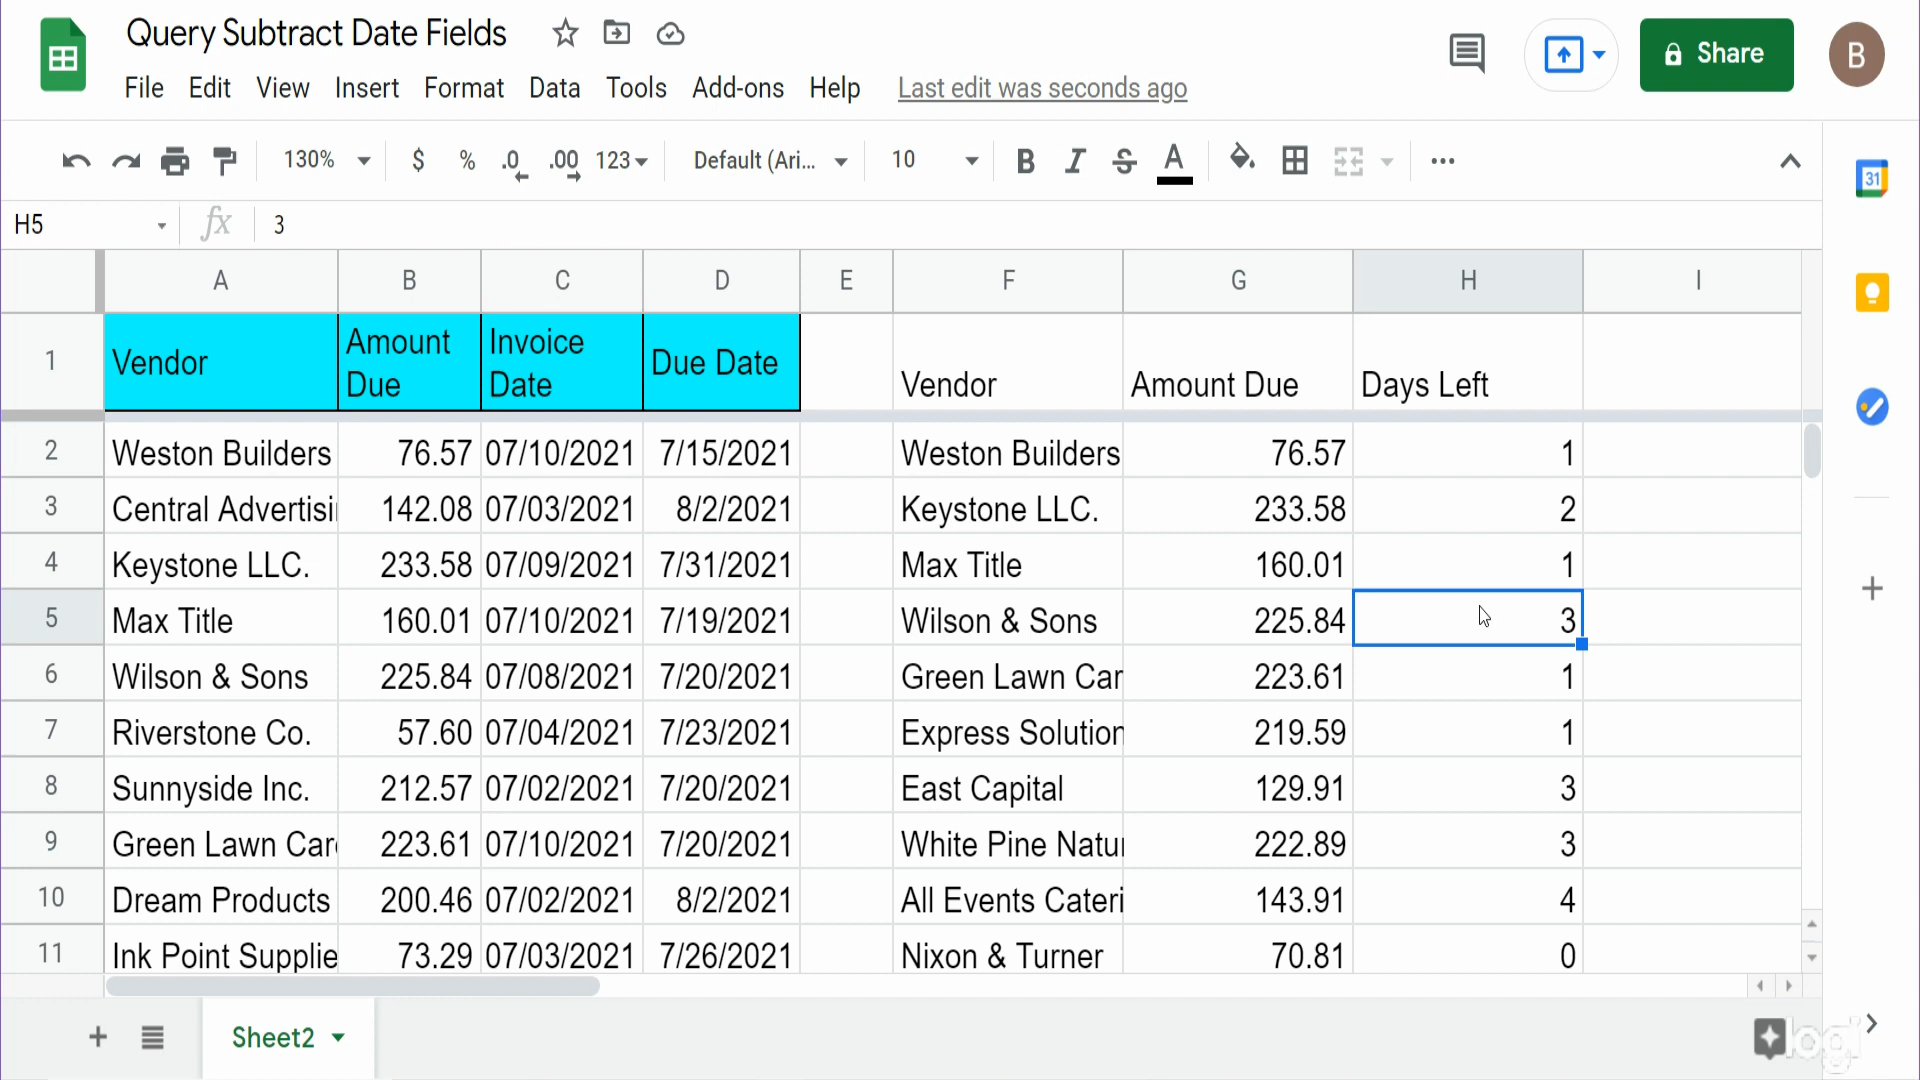 Query Subtract Date Fields
Share
B
File Edit View Insert Format Data Tools Add-ons Help Last edit was seconds ago
130% $ % .0 .00 123 Default (Ari... 10 B I S A ...
31
H5 fx 3
A B C D E F G H I
1 Vendor Amount Due Invoice Date Due Date Vendor Amount Due Days Left
2 Weston Builders 76.57 07/10/2021 7/15/2021 Weston Builders 76.57 1
3 Central Advertisi 142.08 07/03/2021 8/2/2021 Keystone LLC. 233.58 2
4 Keystone LLC. 233.58 07/09/2021 7/31/2021 Max Title 160.01 1
5 Max Title 160.01 07/10/2021 7/19/2021 Wilson & Sons 225.84 3
6 Wilson & Sons 225.84 07/08/2021 7/20/2021 Green Lawn Car 223.61 1
7 Riverstone Co. 57.60 07/04/2021 7/23/2021 Express Solution 219.59 1
8 Sunnyside Inc. 212.57 07/02/2021 7/20/2021 East Capital 129.91 3
9 Green Lawn Car 223.61 07/10/2021 7/20/2021 White Pine Natu 222.89 3
10 Dream Products 200.46 07/02/2021 8/2/2021 All Events Cateri 143.91 4
11 Ink Point Supplie 73.29 07/03/2021 7/26/2021 Nixon & Turner 70.81 0
Sheet2